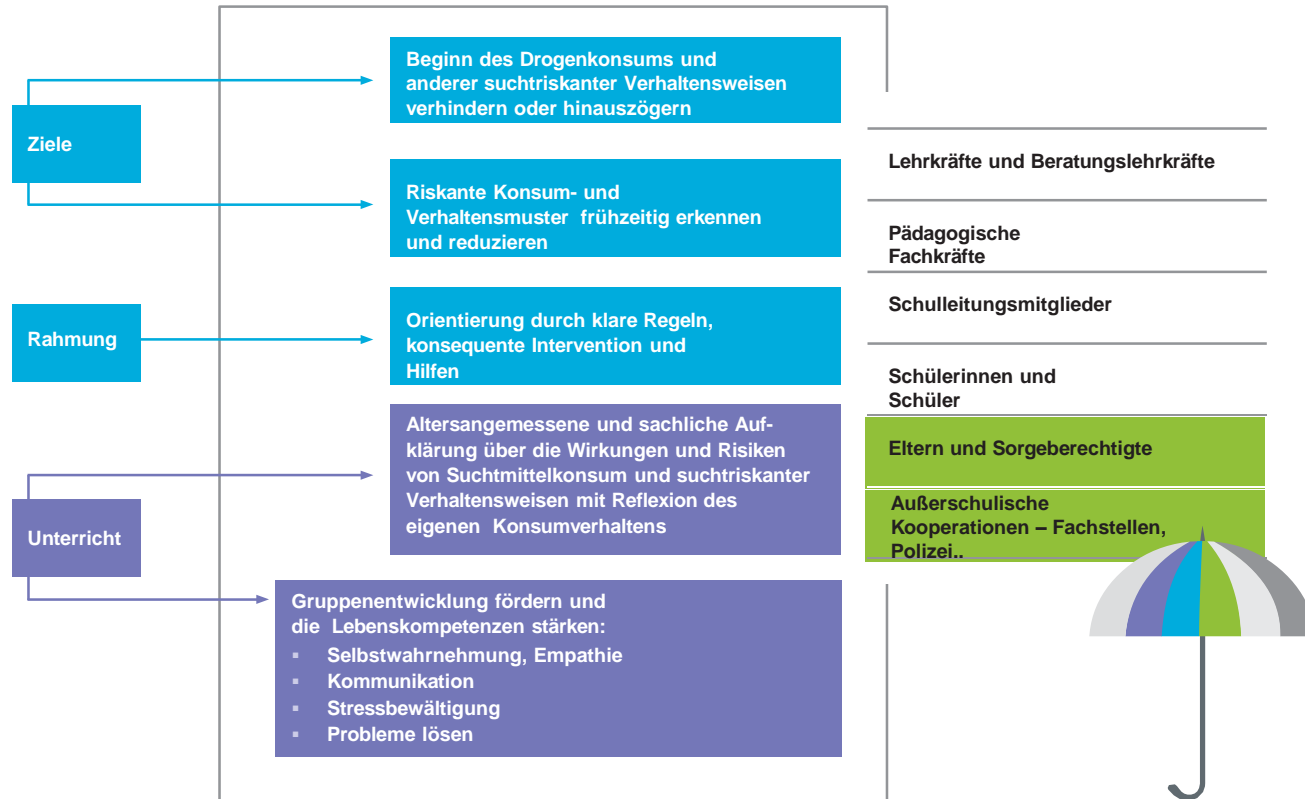 Ziele
Beginn des Drogenkonsums und
anderer suchtriskanter Verhaltensweisen
verhindern oder hinauszögern
Riskante Konsum- und
Verhaltensmuster frühzeitig erkennen
und reduzieren
Rahmung
Orientierung durch klare Regeln,
konsequente Intervention und
Hilfen
Unterricht
Altersangemessene und sachliche Auf-
klärung über die Wirkungen und Risiken
von Suchtmittelkonsum und suchtriskanter
Verhaltensweisen mit Reflexion des
eigenen Konsumverhaltens
Gruppenentwicklung fördern und
die Lebenskompetenzen stärken:
▪ Selbstwahrnehmung, Empathie
▪ Kommunikation
▪ Stressbewältigung
▪ Probleme lösen
Lehrkräfte und Beratungslehrkräfte
Pädagogische
Fachkräfte
Schulleitungsmitglieder
Schülerinnen und
Schüler
Eltern und Sorgeberechtigte
Außerschulische
Kooperationen – Fachstellen,
Polizei..